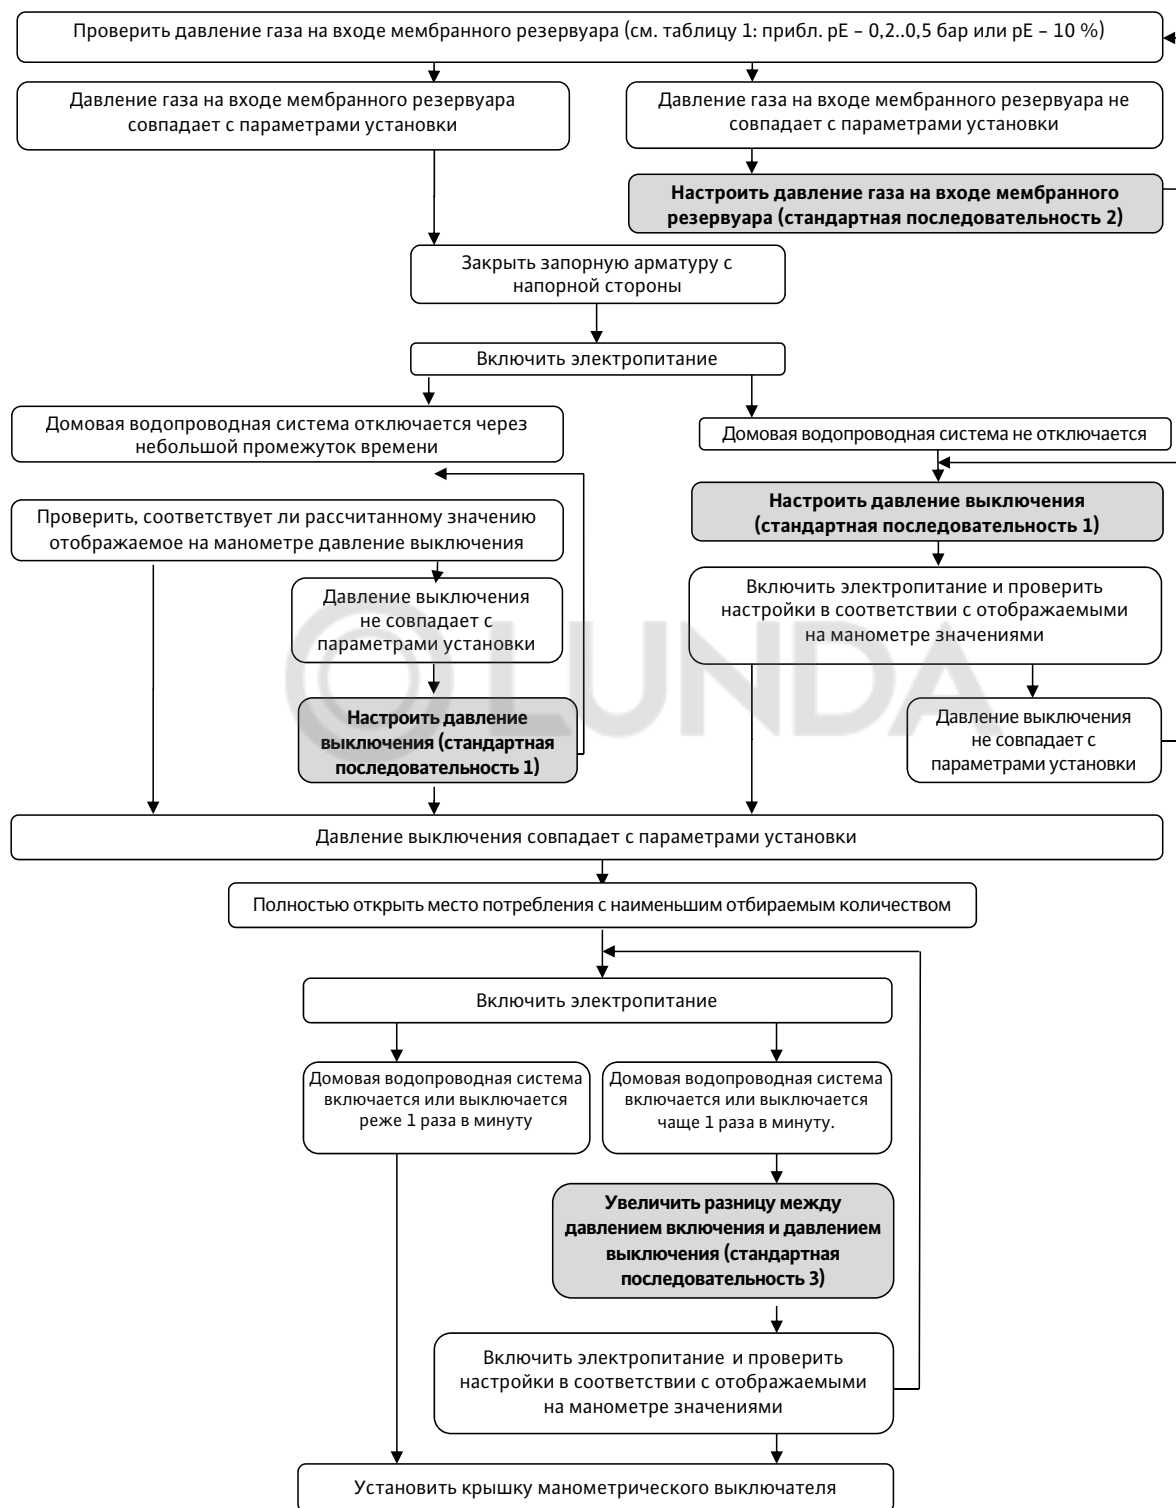 Проверить давление газа на входе мембранного резервуара (см. таблицу 1: прибл. pE – 0,2..0,5 бар или pE – 10 %)
Давление газа на входе мембранного резервуара
совпадает с параметрами установки
Давление газа на входе мембранного резервуара не
совпадает с параметрами установки
Настроить давление газа на входе мембранного
резервуара (стандартная последовательность 2)
Закрыть запорную арматуру с
напорной стороны
Включить электропитание
Домовая водопроводная система отключается через
небольшой промежуток времени
Домовая водопроводная система не отключается
Настроить давление выключения
(стандартная последовательность 1)
Проверить, соответствует ли рассчитанному значению
отображаемое на манометре давление выключения
Включить электропитание и проверить
настройки в соответствии с отображаемыми
на манометре значениями
Давление выключения
не совпадает с
параметрами установки
LUNDA
Настроить давление
выключения (стандартная
последовательность 1)
Давление выключения
не совпадает с
параметрами установки
Давление выключения совпадает с параметрами установки
Полностью открыть место потребления с наименьшим отбираемым количеством
Включить электропитание
Домовая водопроводная система
включается или выключается
реже 1 раза в минуту
Домовая водопроводная система
включается или выключается
чаще 1 раза в минуту.
Увеличить разницу между
давлением включения и давлением
выключения (стандартная
последовательность 3)
Включить электропитание и проверить
настройки в соответствии с отображаемыми
на манометре значениями
Установить крышку манометрического выключателя